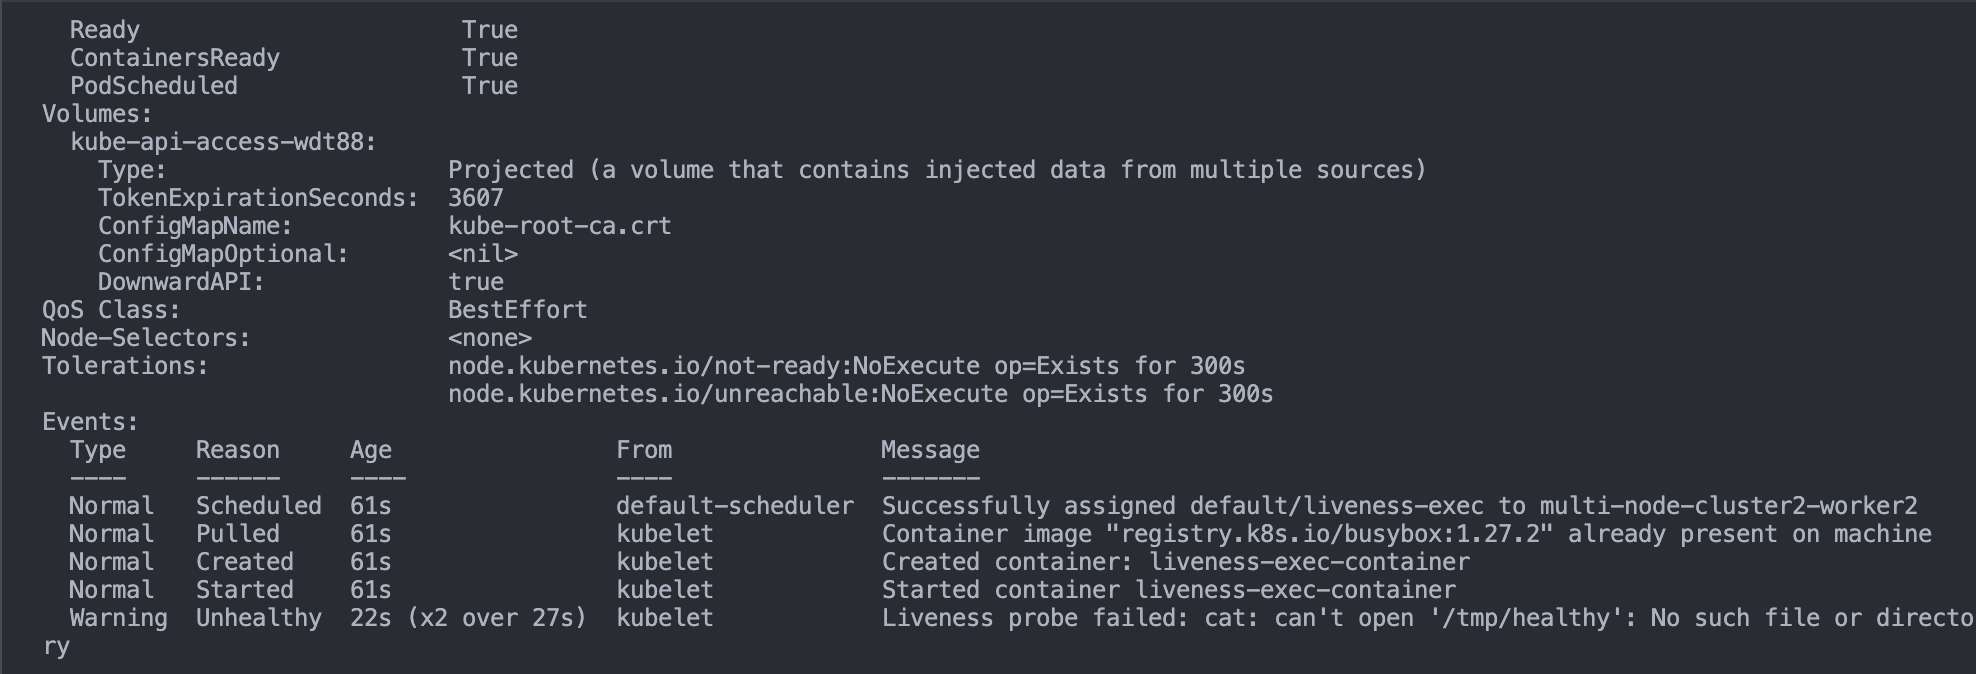 Ready                       True
ContainersReady             True
PodScheduled                True
Volumes:
kube-api-access-wdt88:
Type:                    Projected (a volume that contains injected data from multiple sources)
TokenExpirationSeconds:  3607
ConfigMapName:           kube-root-ca.crt
ConfigMapOptional:       <nil>
DownwardAPI:             true
QoS Class:                   BestEffort
Node-Selectors:              <none>
Tolerations:                 node.kubernetes.io/not-ready:NoExecute op=Exists for 300s
node.kubernetes.io/unreachable:NoExecute op=Exists for 300s
Events:
Type     Reason     Age                From               Message
----     ------     ----               ----               -------
Normal   Scheduled  61s                default-scheduler  Successfully assigned default/liveness-exec to multi-node-cluster2-worker2
Normal   Pulled     61s                kubelet            Container image "registry.k8s.io/busybox:1.27.2" already present on machine
Normal   Created    61s                kubelet            Created container: liveness-exec-container
Normal   Started    61s                kubelet            Started container liveness-exec-container
Warning  Unhealthy  22s (x2 over 27s)  kubelet            Liveness probe failed: cat: can't open '/tmp/healthy': No such file or directo
ry